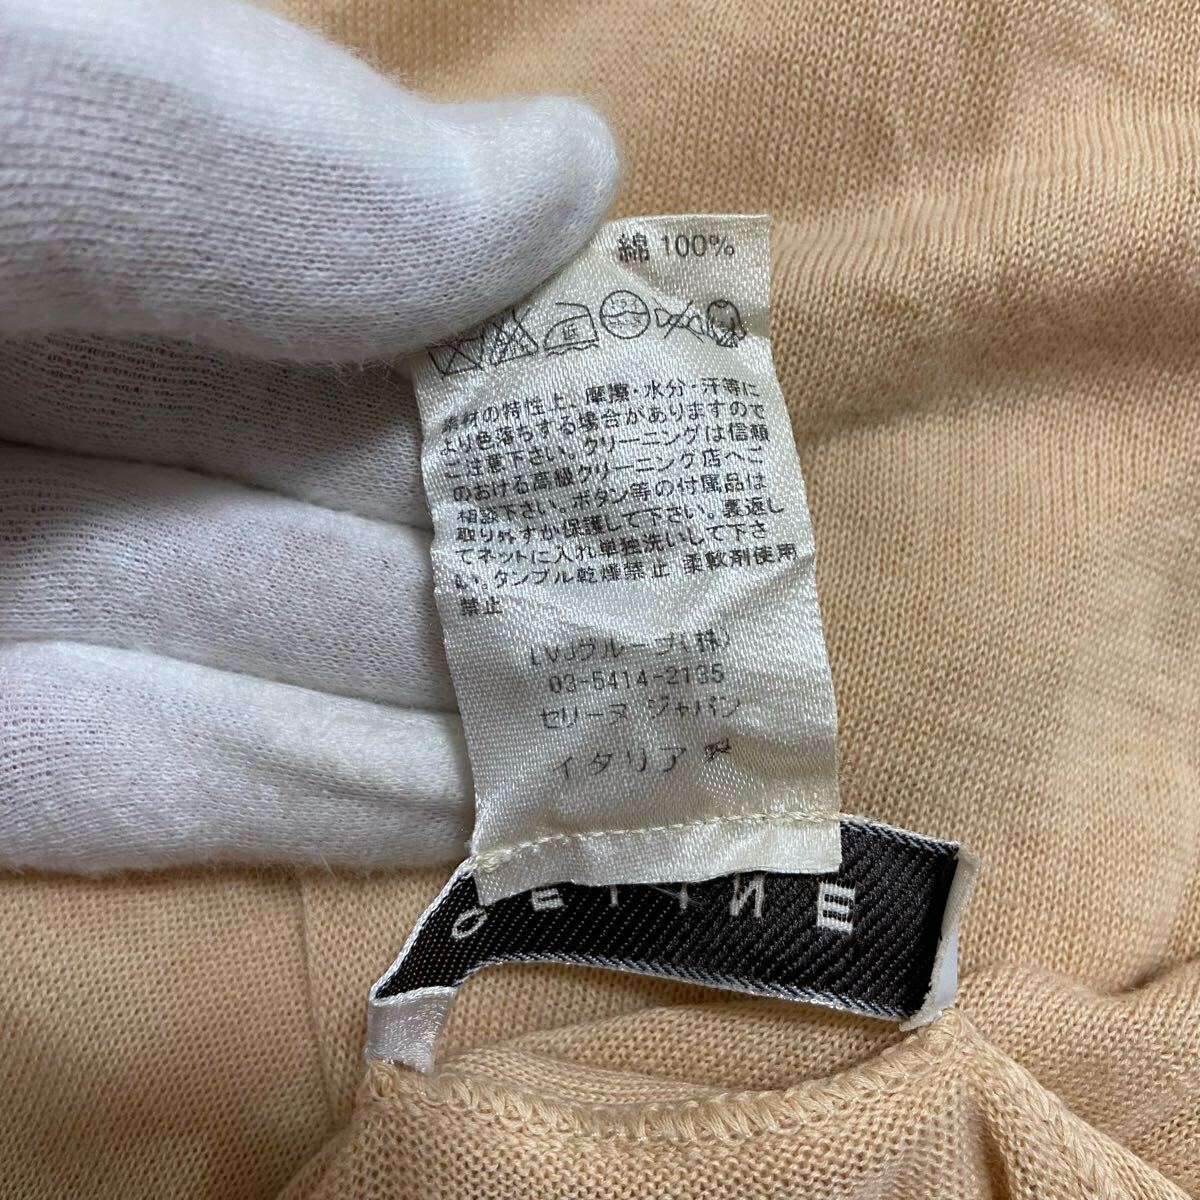 綿 100%
素材の特性上、摩擦・水分・汗等に
より色落ちする場合がありますので
ご注意下さい。クリーニングは信頼
のおける高級クリーニング店へご
相談下さい。ボタン等の付属品は
取り外すか保護して下さい。裏返し
てネットに入れ単独洗いして下さ
い。タンブル乾燥禁止 柔軟剤使用
禁止
LVJグループ(株)
03-5414-2135
セリーヌ ジャパン
イタリア 製
CELINE